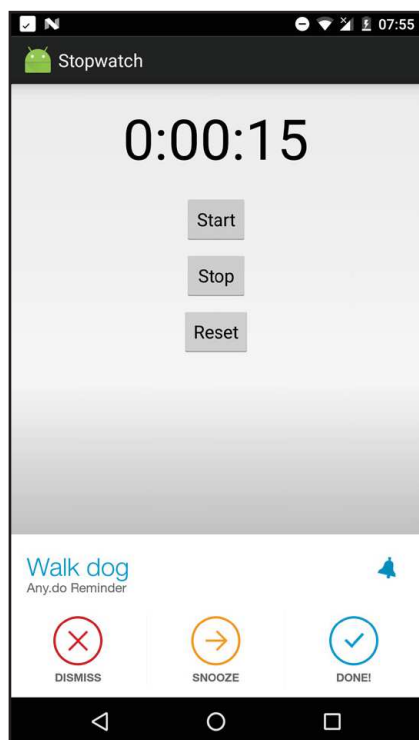 07:55
Stopwatch
0:00:15
Start
Stop
Reset
Walk dog
Any.do Reminder
DISMISS SNOOZE DONE!